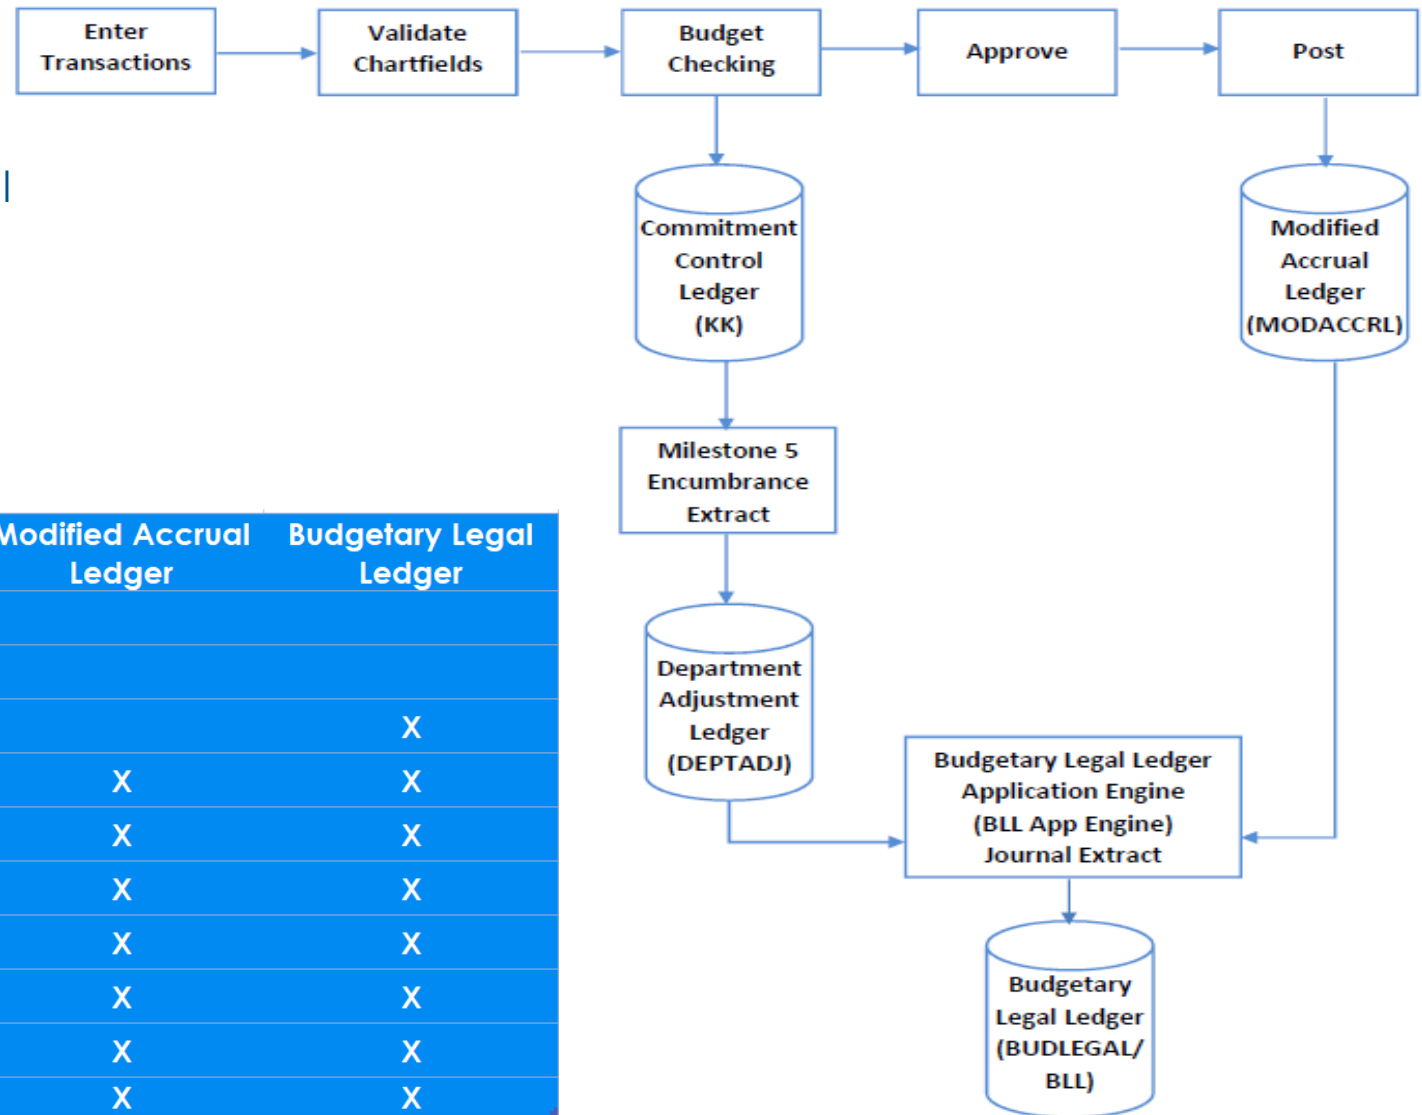 Enter
Transactions
Validate
Chartfields
Budget
Checking
Approve
Post
Commitment
Control
Ledger
(KK)
Modified
Accrual
Ledger
(MODACCRL)
Milestone 5
Encumbrance
Extract
Department
Adjustment
Ledger
(DEPTADJ)
Budgetary Legal Ledger
Application Engine
(BLL App Engine)
Journal Extract
Budgetary
Legal Ledger
(BUDLEGAL/
BLL)
Modified Accrual
Ledger
Budgetary Legal
Ledger
X
X X
X X
X X
X X
X X
X X
X X